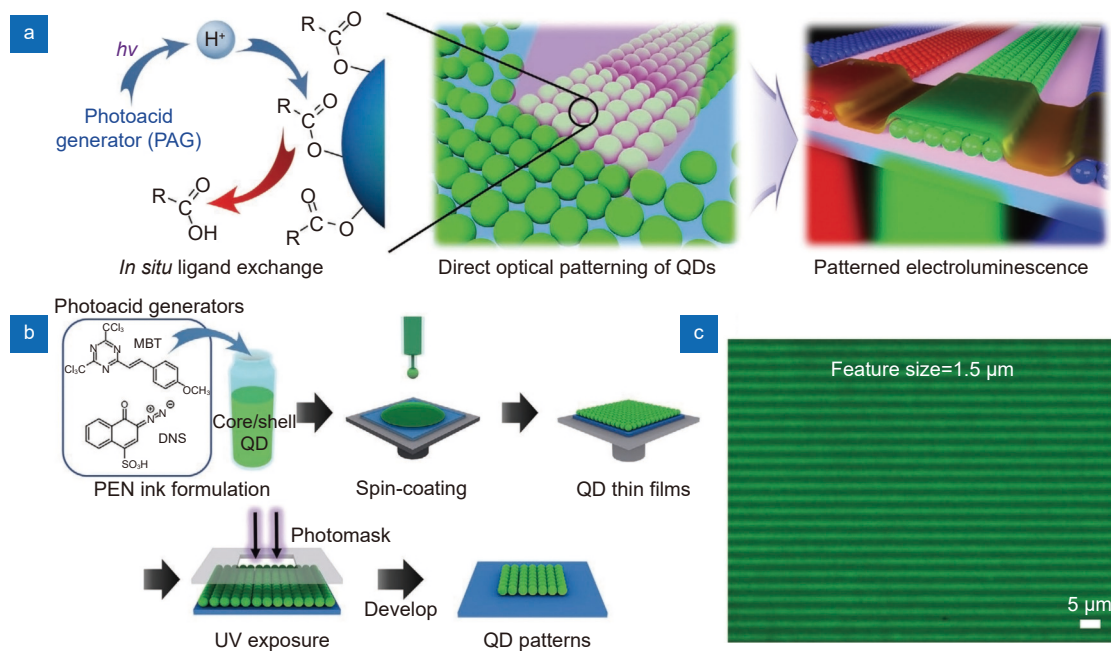 a
hv
H+
Photoacid
generator (PAG)
R
C
O
O
R
C
O
O
R
C
O
O
R
C
O
OH
In situ ligand exchange
Direct optical patterning of QDs
Patterned electroluminescence
b
Photoacid generators
CCl3
MBT
N
N
N
CCl3
OCH3
O
N
+
N
−
DNS
SO3H
Core/shell
QD
PEN ink formulation
Spin-coating
QD thin films
Photomask
UV exposure
Develop
QD patterns
c
Feature size=1.5 μm
5 μm